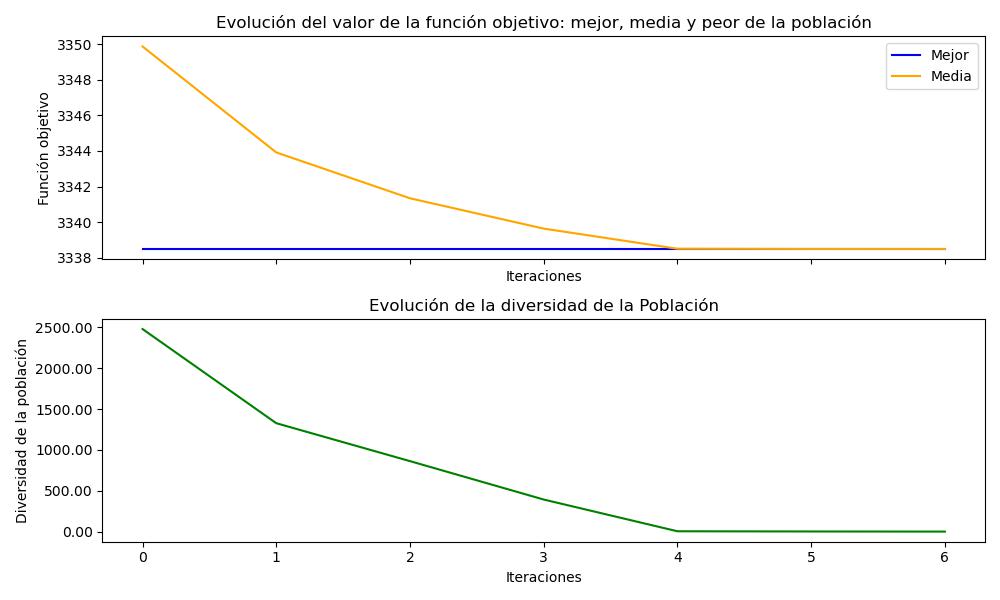 Evolución del valor de la función objetivo: mejor, media y peor de la población
Función objetivo
3350
3348
3346
3344
3342
3340
3338
Mejor
Media
Iteraciones
Evolución de la diversidad de la Población
Diversidad de la población
2500.00
2000.00
1500.00
1000.00
500.00
0.00
0 1 2 3 4 5 6
Iteraciones